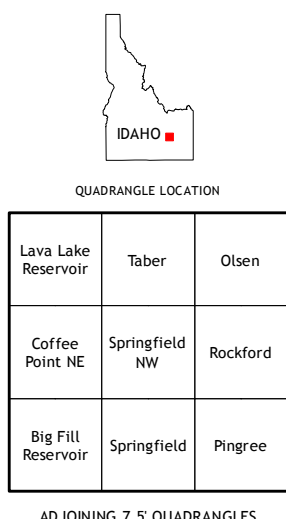 IDAHO
QUADRANGLE LOCATION
Lava Lake
Reservoir
Taber
Olsen
Coffee
Point NE
Springfield
NW
Rockford
Big Fill
Reservoir
Springfield
Pingree
ADJOINING 7.5' QUADRANGLES